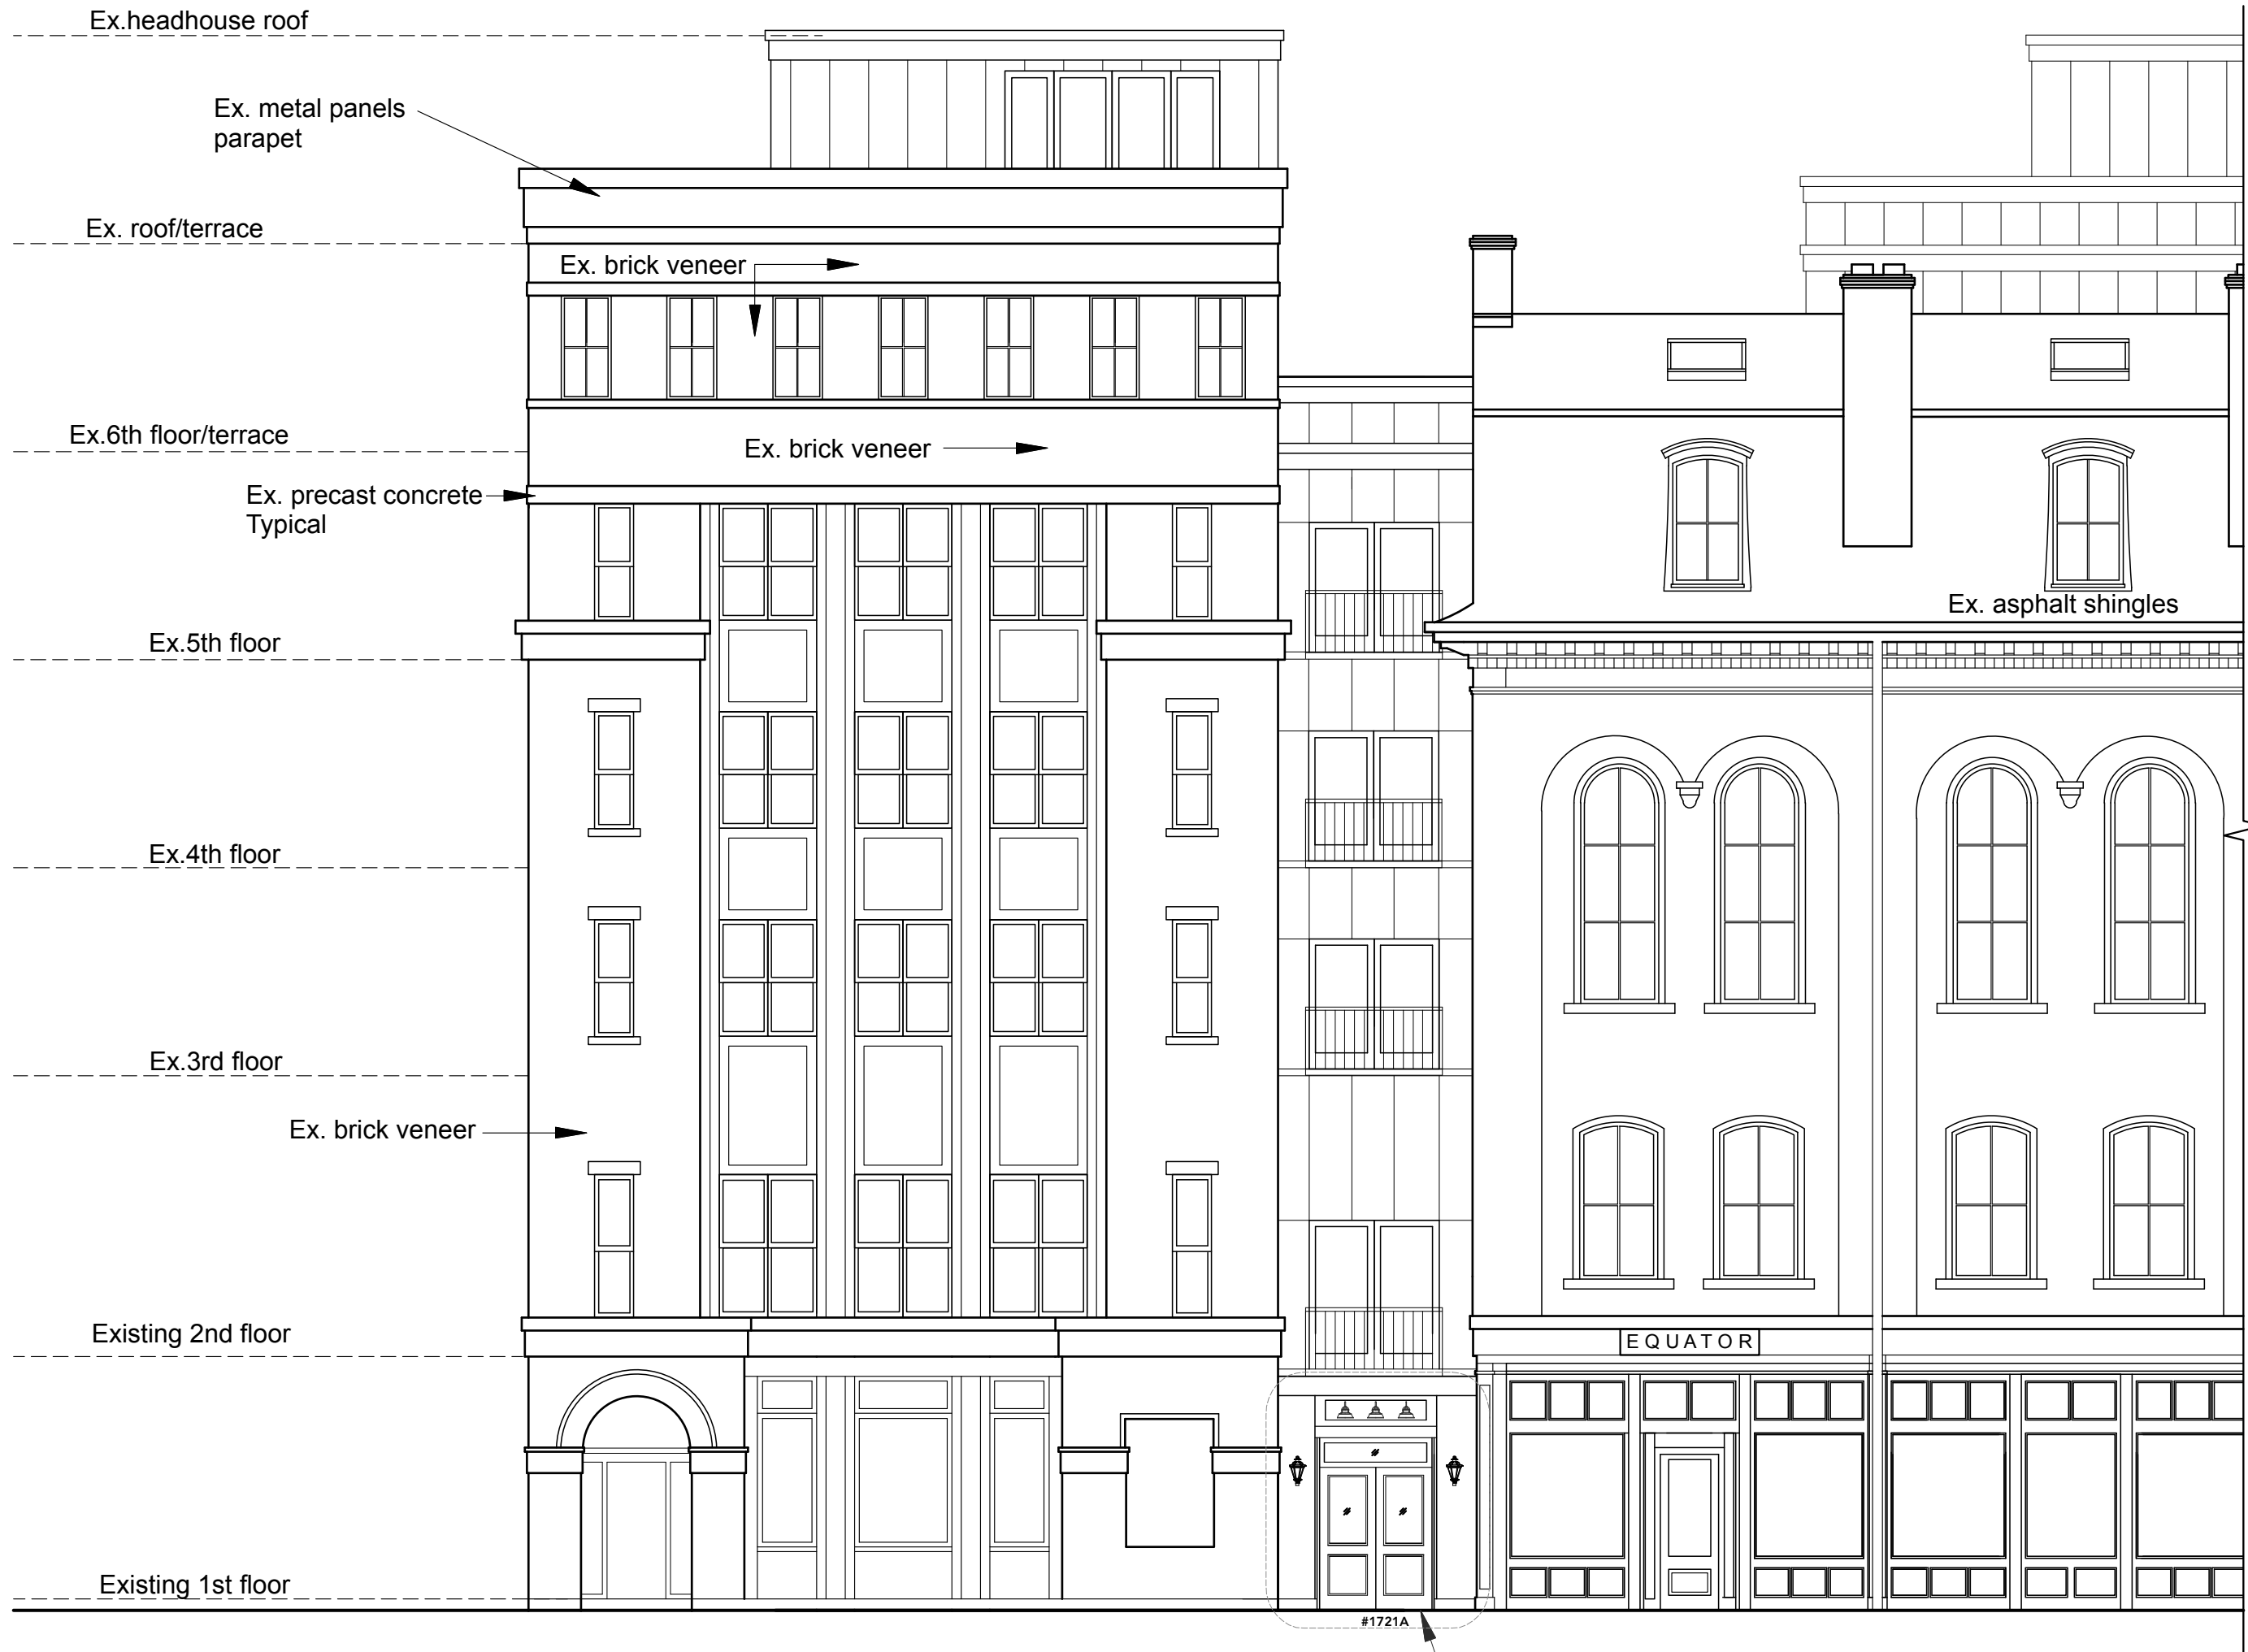 Ex.headhouse roof
Ex. metal panels
parapet
Ex. roof/terrace
Ex. brick veneer
Ex.6th floor/terrace
Ex. brick veneer
Ex. precast concrete
Typical
Ex. asphalt shingles
Ex.5th floor
Ex.4th floor
Ex.3rd floor
Ex. brick veneer
Existing 2nd floor
EQUATOR
Existing 1st floor
#1721A